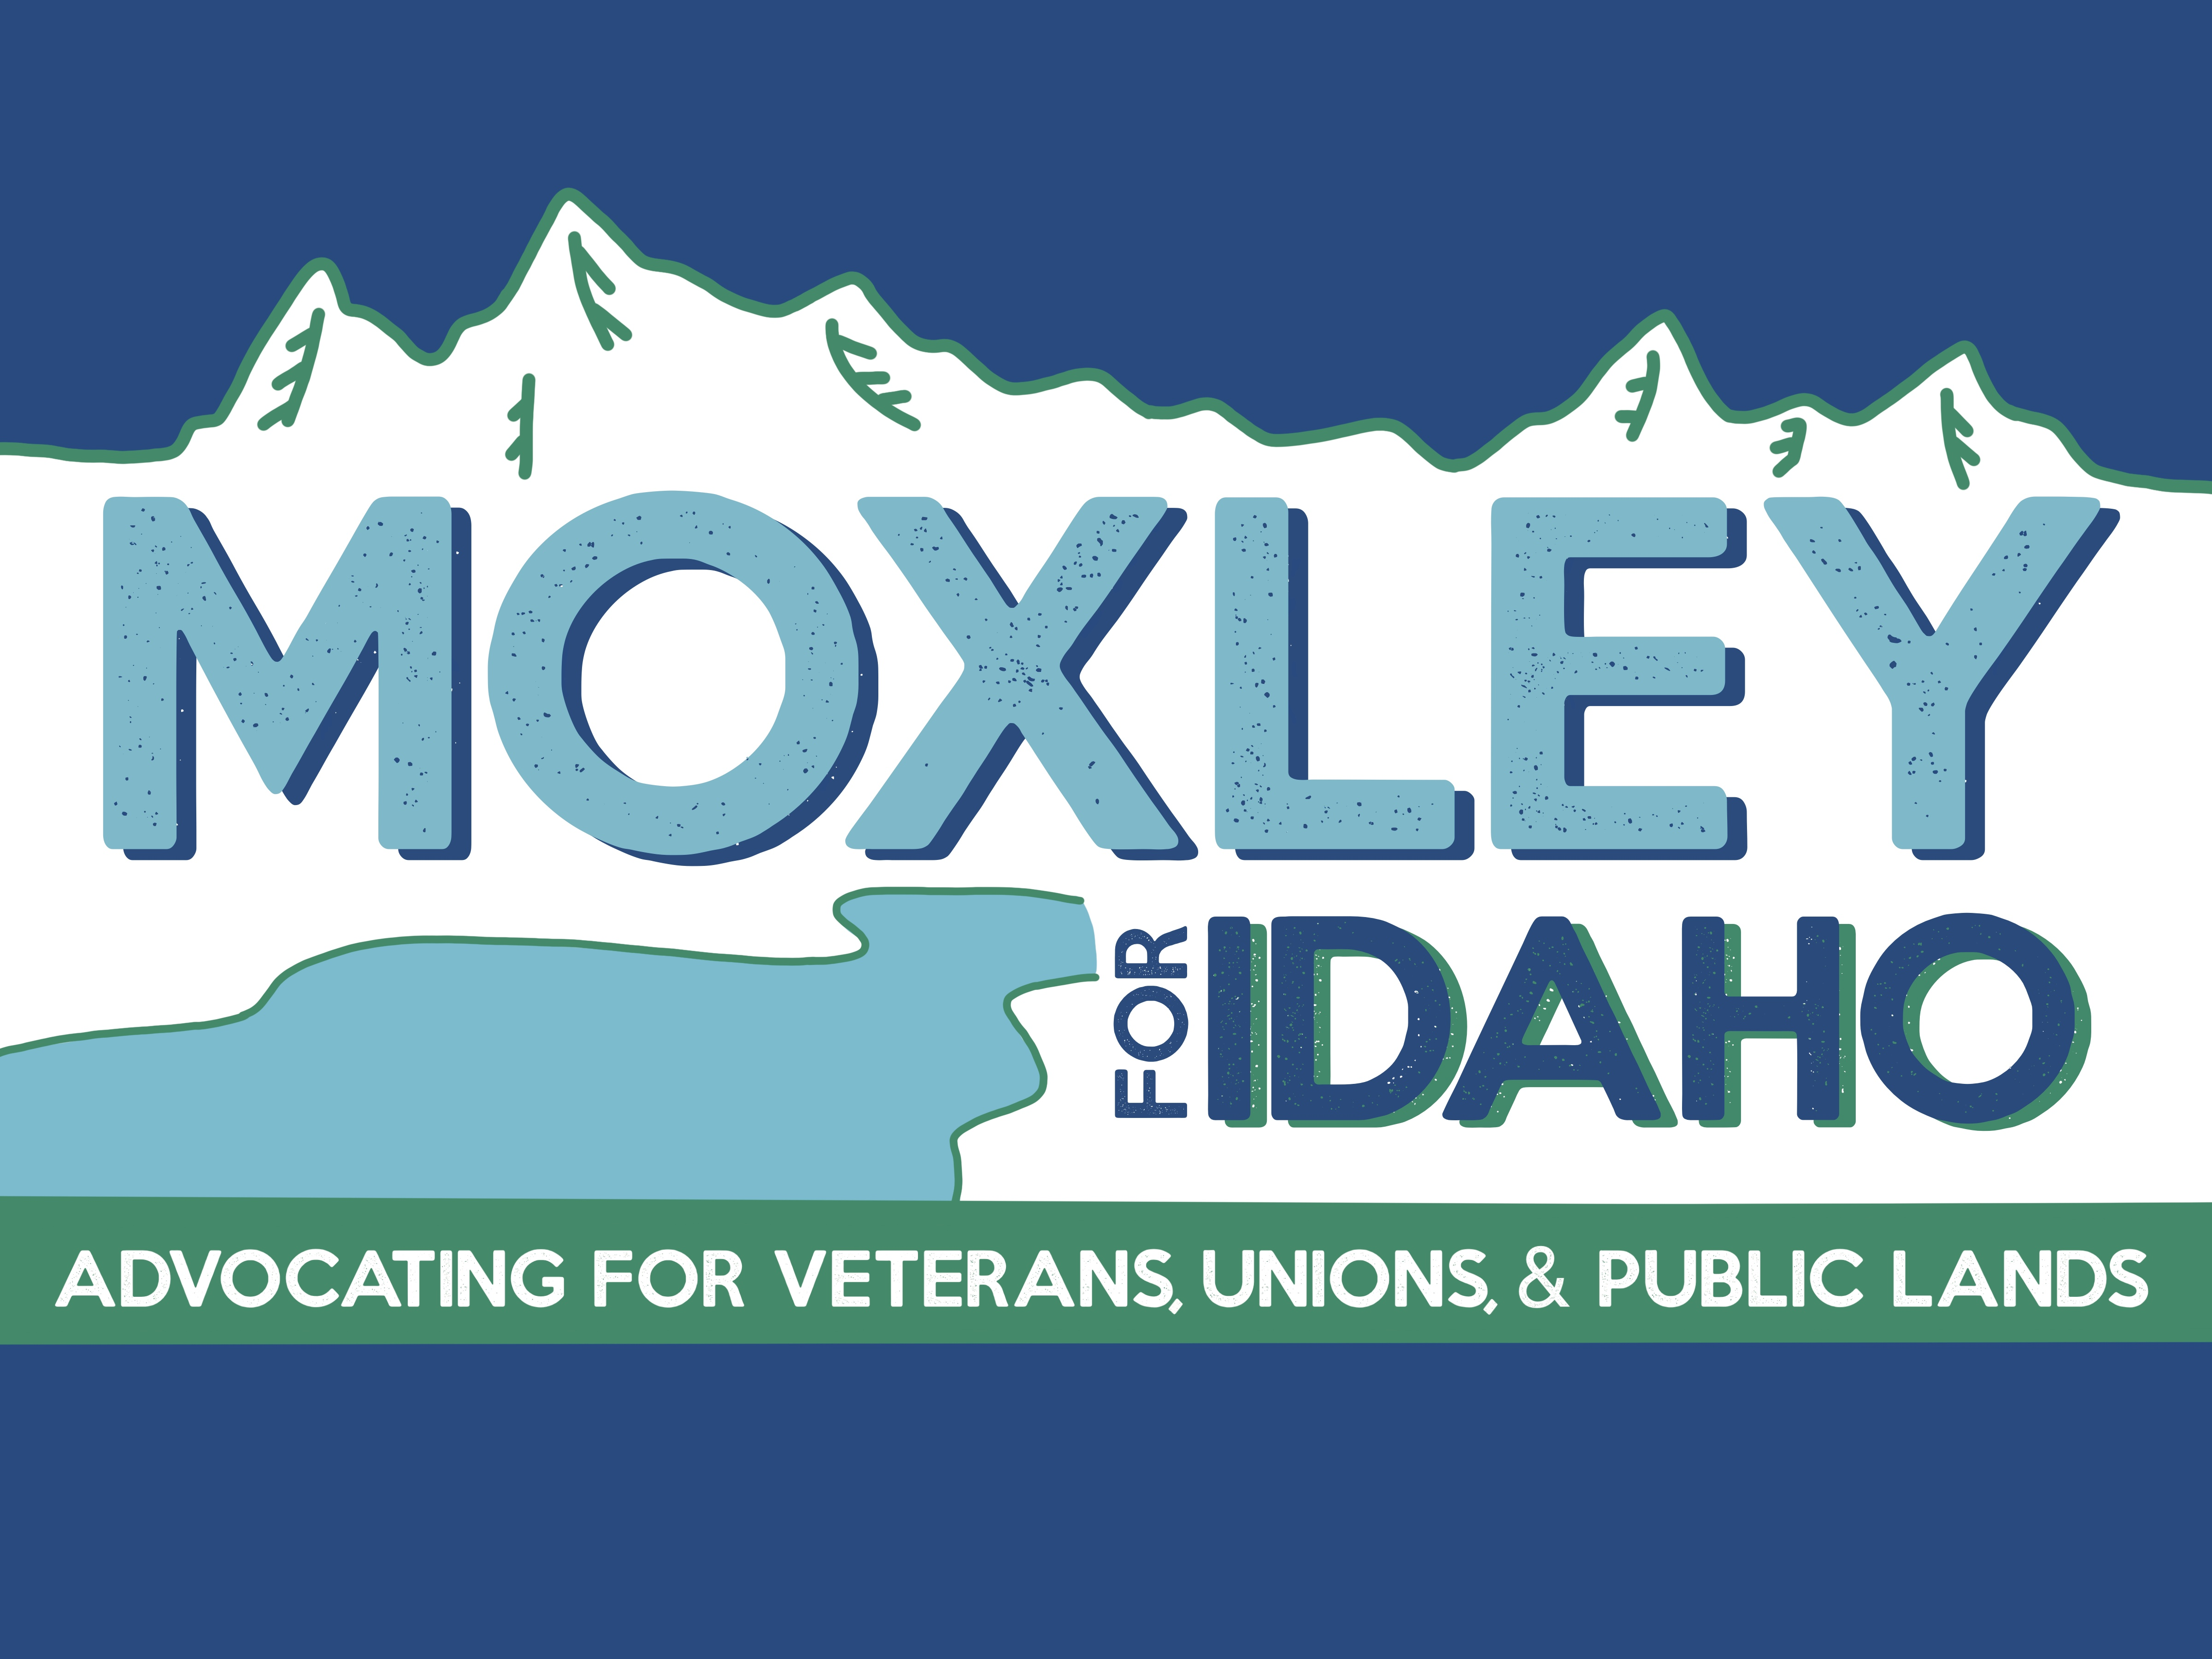 MOXLEY
FOR IDAHO
ADVOCATING FOR VETERANS, UNIONS, & PUBLIC LANDS